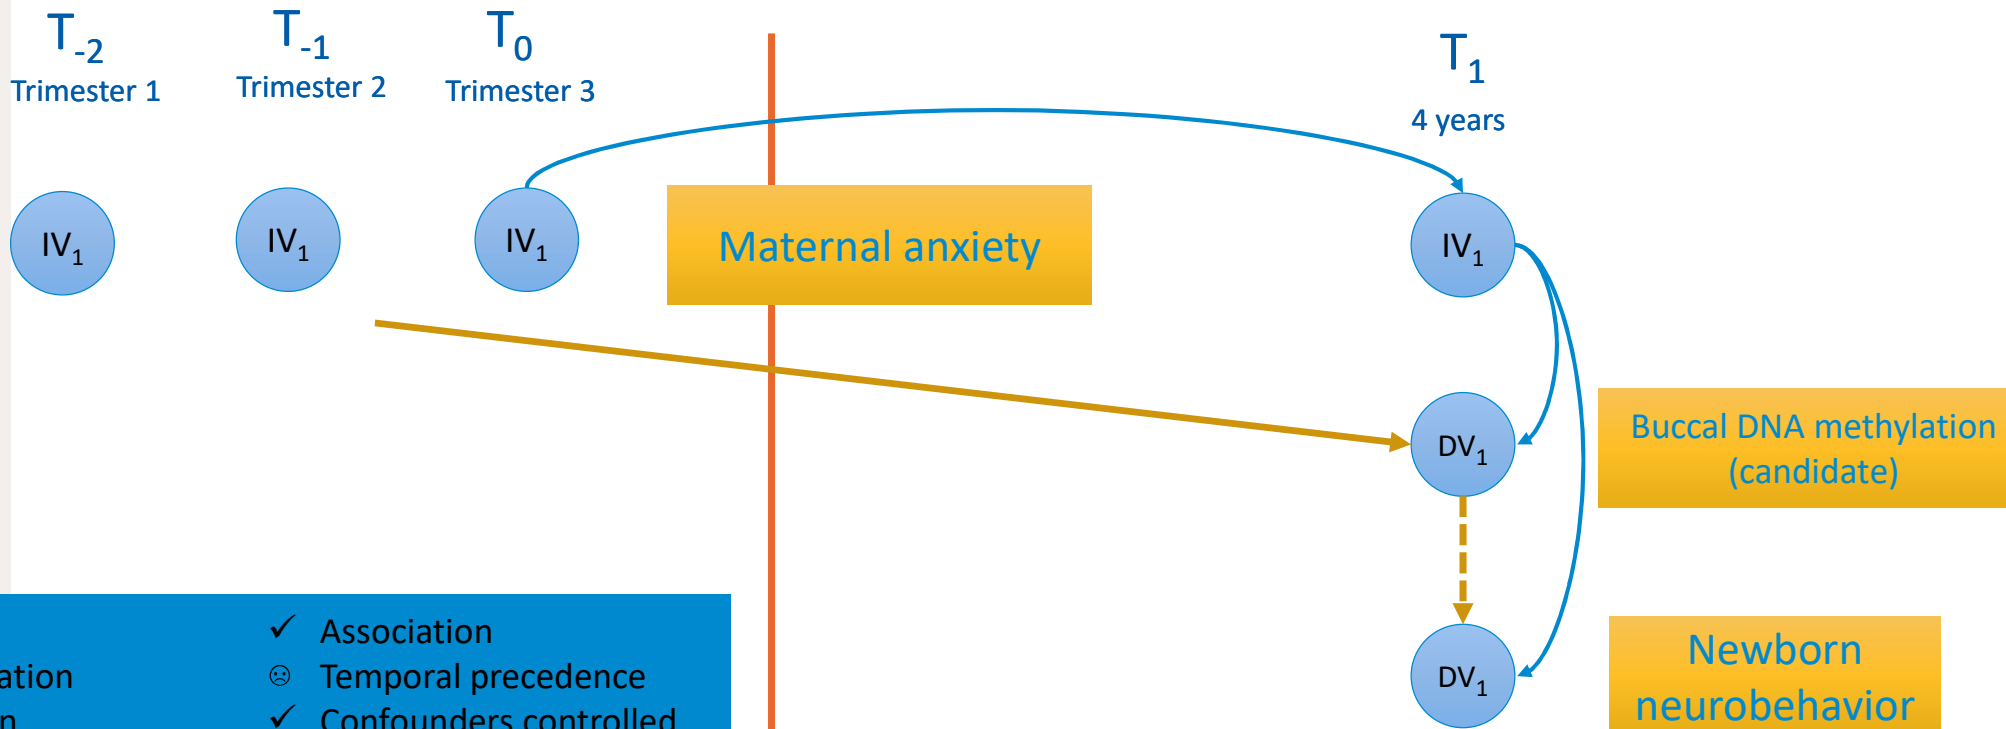 T-2
Trimester 1
T-1
Trimester 2
T0
Trimester 3
T1
4 years
IV1
IV1
IV1
Maternal anxiety
IV1
DV1
Buccal DNA methylation
(candidate)
DV1
Newborn
neurobehavior
✓ Association
ation
☹ Temporal precedence
n
✓ Confounders controlled